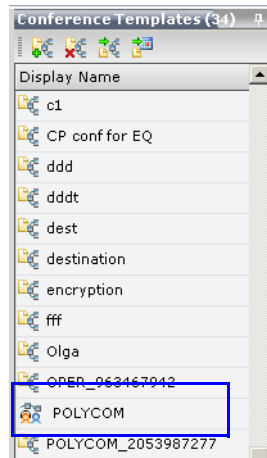 Conference Templates (34)
Display Name
c1
CP conf for EQ
ddd
dddt
dest
destination
encryption
fff
Olga
OPER_963467942
POLYCOM
POLYCOM_2053987277